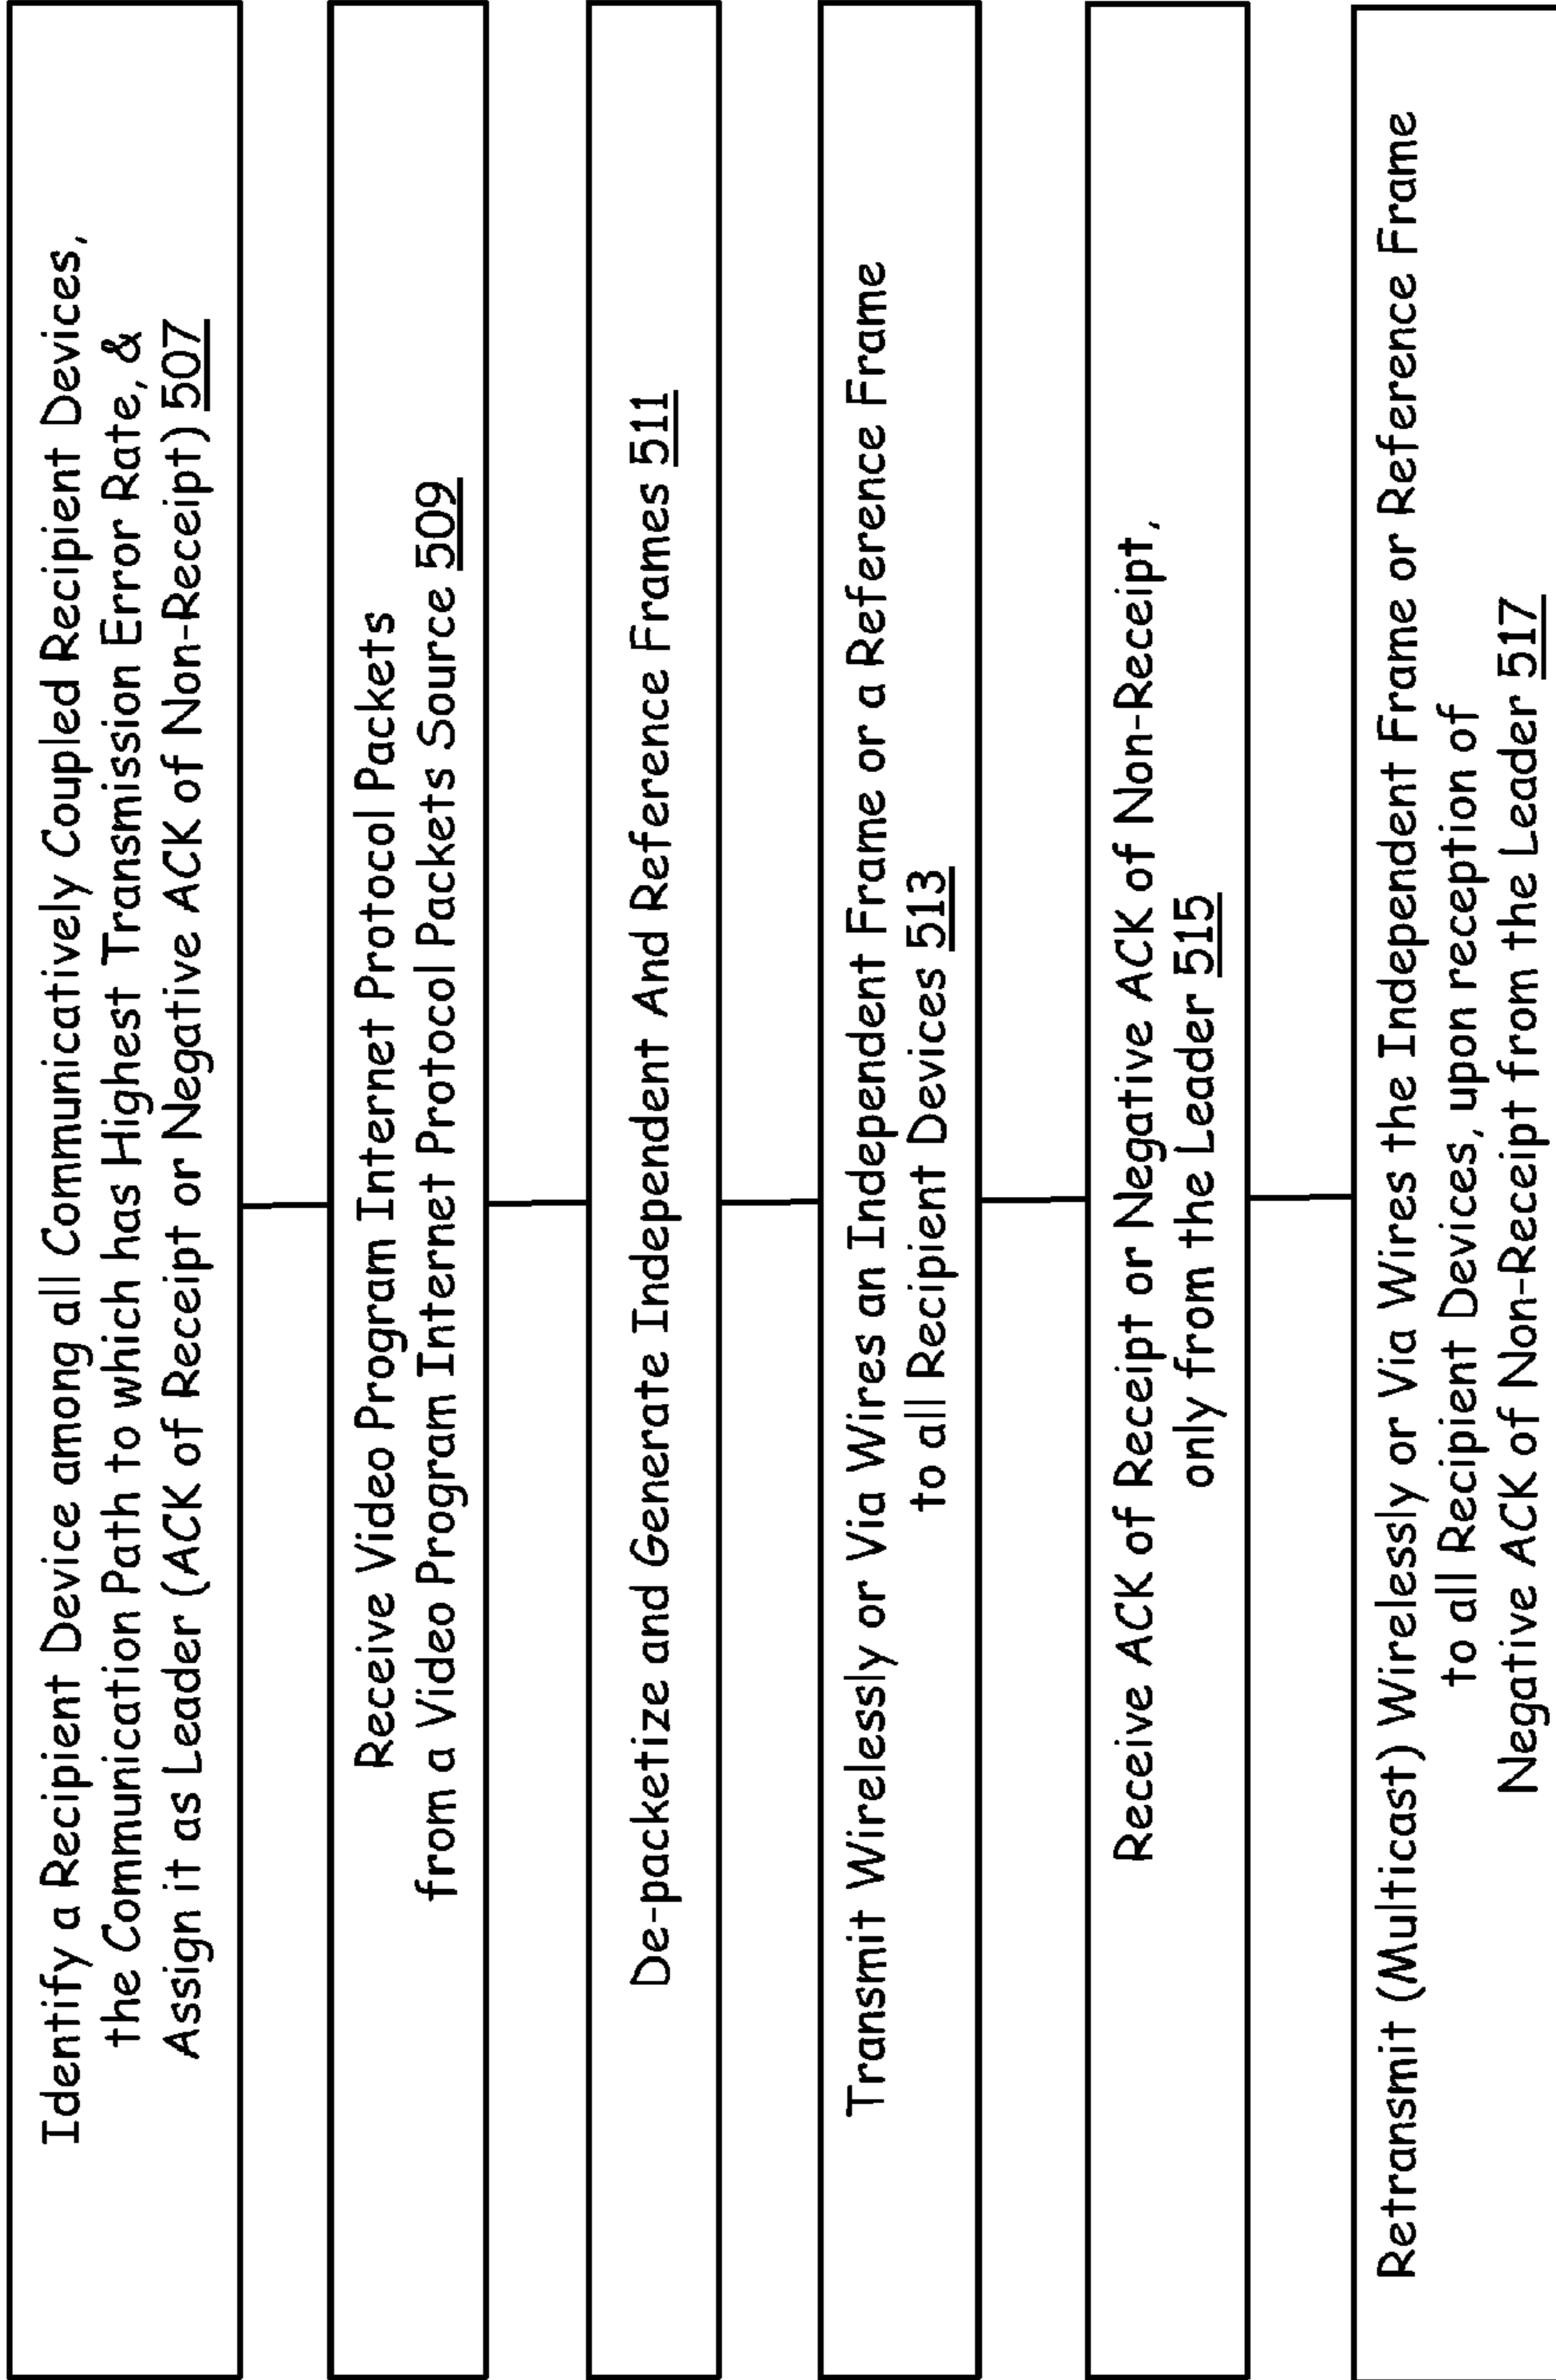 Identify a Recipient Device among all Communicatively Coupled Recipient Devices,
the Communication Path to which has Highest Transmission Error Rate, &
Assign it as Leader (ACK of Receipt or Negative ACK of Non-Receipt) 507
Receive Video Program Internet Protocol Packets
from a Video Program Internet Protocol Packets Source 509
De-packetize and Generate Independent And Reference Frames 511
Transmit Wirelessly or Via Wires an Independent Frame or a Reference Frame
to all Recipient Devices 513
Receive ACK of Receipt or Negative ACK of Non-Receipt,
only from the Leader 515
Retransmit (Multicast) Wirelessly or Via Wires the Independent Frame or Reference Frame
to all Recipient Devices, upon reception of
Negative ACK of Non-Receipt from the Leader 517